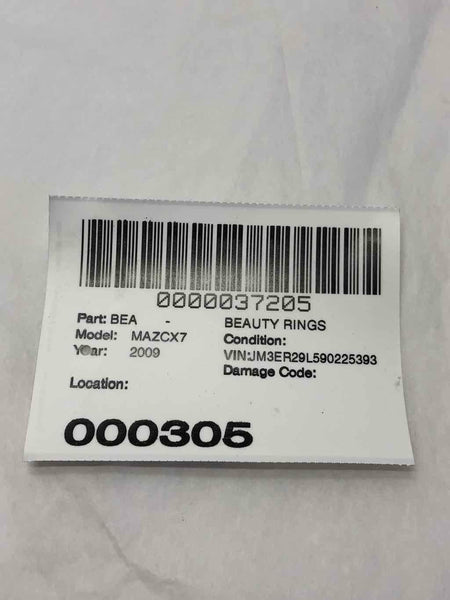 0000037205
Part: BEA - BEAUTY RINGS
Model: MAZCX7 Condition:
Year: 2009 VIN:JM3ER29L590225393
Damage Code:
Location:
000305